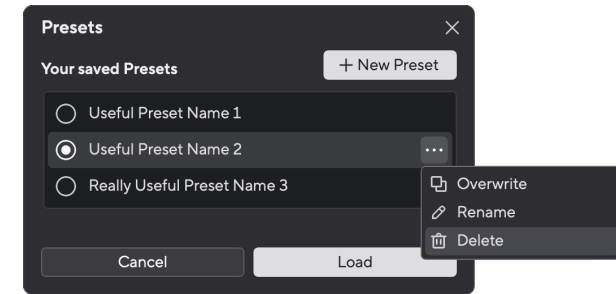 Presets
Your saved Presets
+ New Preset
Useful Preset Name 1
Useful Preset Name 2
Really Useful Preset Name 3
Overwrite
Rename
Delete
Cancel
Load